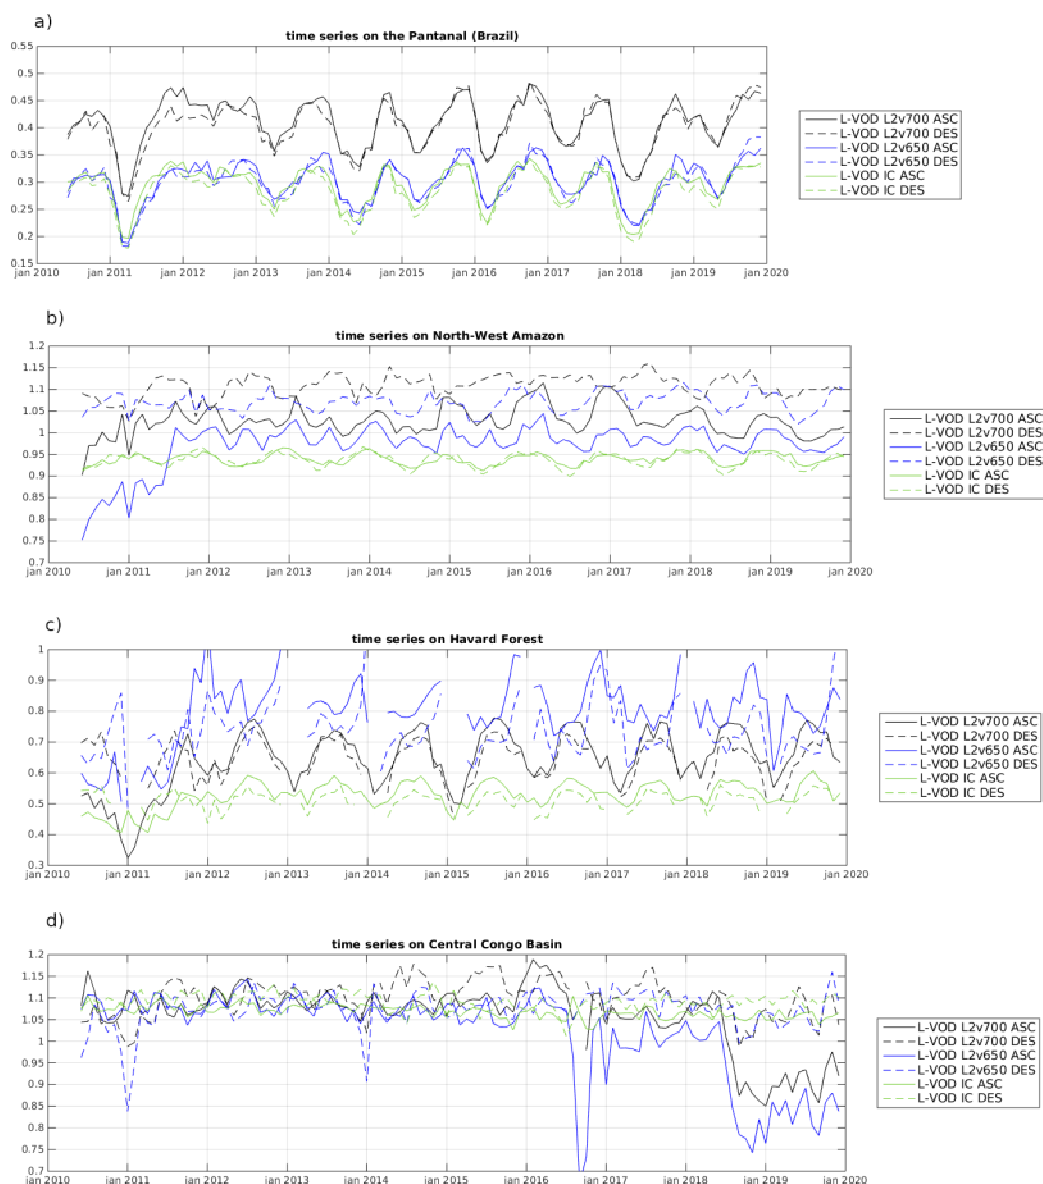 a)
time series on the Pantanal (Brazil)
0.55
0.5
0.45
0.4
0.35
0.3
0.25
0.2
0.15
jan 2010 jan 2011 jan 2012 jan 2013 jan 2014 jan 2015 jan 2016 jan 2017 jan 2018 jan 2019 jan 2020
L-VOD L2v700 ASC
L-VOD L2v700 DES
L-VOD L2v650 ASC
L-VOD L2v650 DES
L-VOD IC ASC
L-VOD IC DES
b)
time series on North-West Amazon
1.2
1.15
1.1
1.05
1
0.95
0.9
0.85
0.8
0.75
0.7
jan 2010 jan 2011 jan 2012 jan 2013 jan 2014 jan 2015 jan 2016 jan 2017 jan 2018 jan 2019 jan 2020
L-VOD L2v700 ASC
L-VOD L2v700 DES
L-VOD L2v650 ASC
L-VOD L2v650 DES
L-VOD IC ASC
L-VOD IC DES
c)
time series on Havard Forest
1
0.9
0.8
0.7
0.6
0.5
0.4
0.3
jan 2010 jan 2011 jan 2012 jan 2013 jan 2014 jan 2015 jan 2016 jan 2017 jan 2018 jan 2019 jan 2020
L-VOD L2v700 ASC
L-VOD L2v700 DES
L-VOD L2v650 ASC
L-VOD L2v650 DES
L-VOD IC ASC
L-VOD IC DES
d)
time series on Central Congo Basin
1.2
1.15
1.1
1.05
1
0.95
0.9
0.85
0.8
0.75
0.7
jan 2010 jan 2011 jan 2012 jan 2013 jan 2014 jan 2015 jan 2016 jan 2017 jan 2018 jan 2019 jan 2020
L-VOD L2v700 ASC
L-VOD L2v700 DES
L-VOD L2v650 ASC
L-VOD L2v650 DES
L-VOD IC ASC
L-VOD IC DES